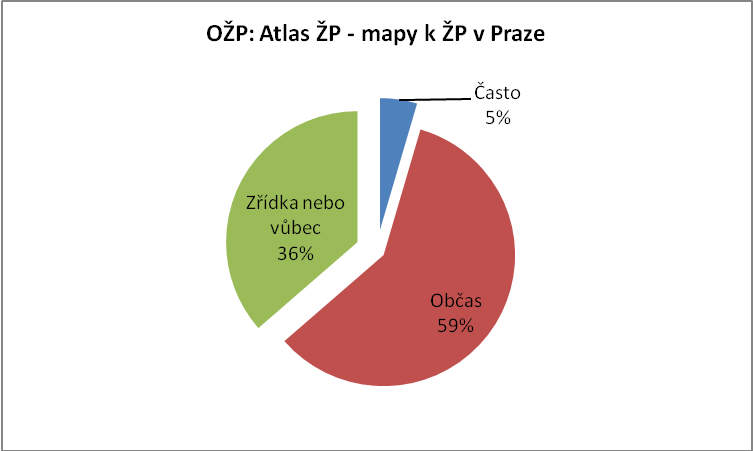 OŽP: Atlas ŽP - mapy k ŽP v Praze
Často
5%
Zřídka nebo
vůbec
36%
Občas
59%